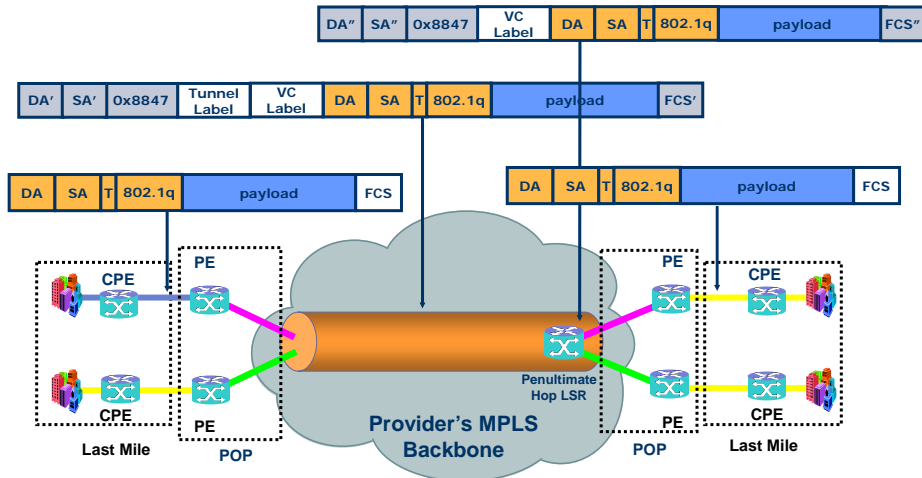 DA" SA" 0x8847 VC Label DA SA T 802.1q payload FCS"
DA' SA' 0x8847 Tunnel Label VC Label DA SA T 802.1q payload FCS'
DA SA T 802.1q payload FCS
DA SA T 802.1q payload FCS
CPE
PE
PE
CPE
CPE
PE
Penultimate
Hop LSR
PE
CPE
Last Mile
POP
Provider's MPLS
Backbone
POP
Last Mile